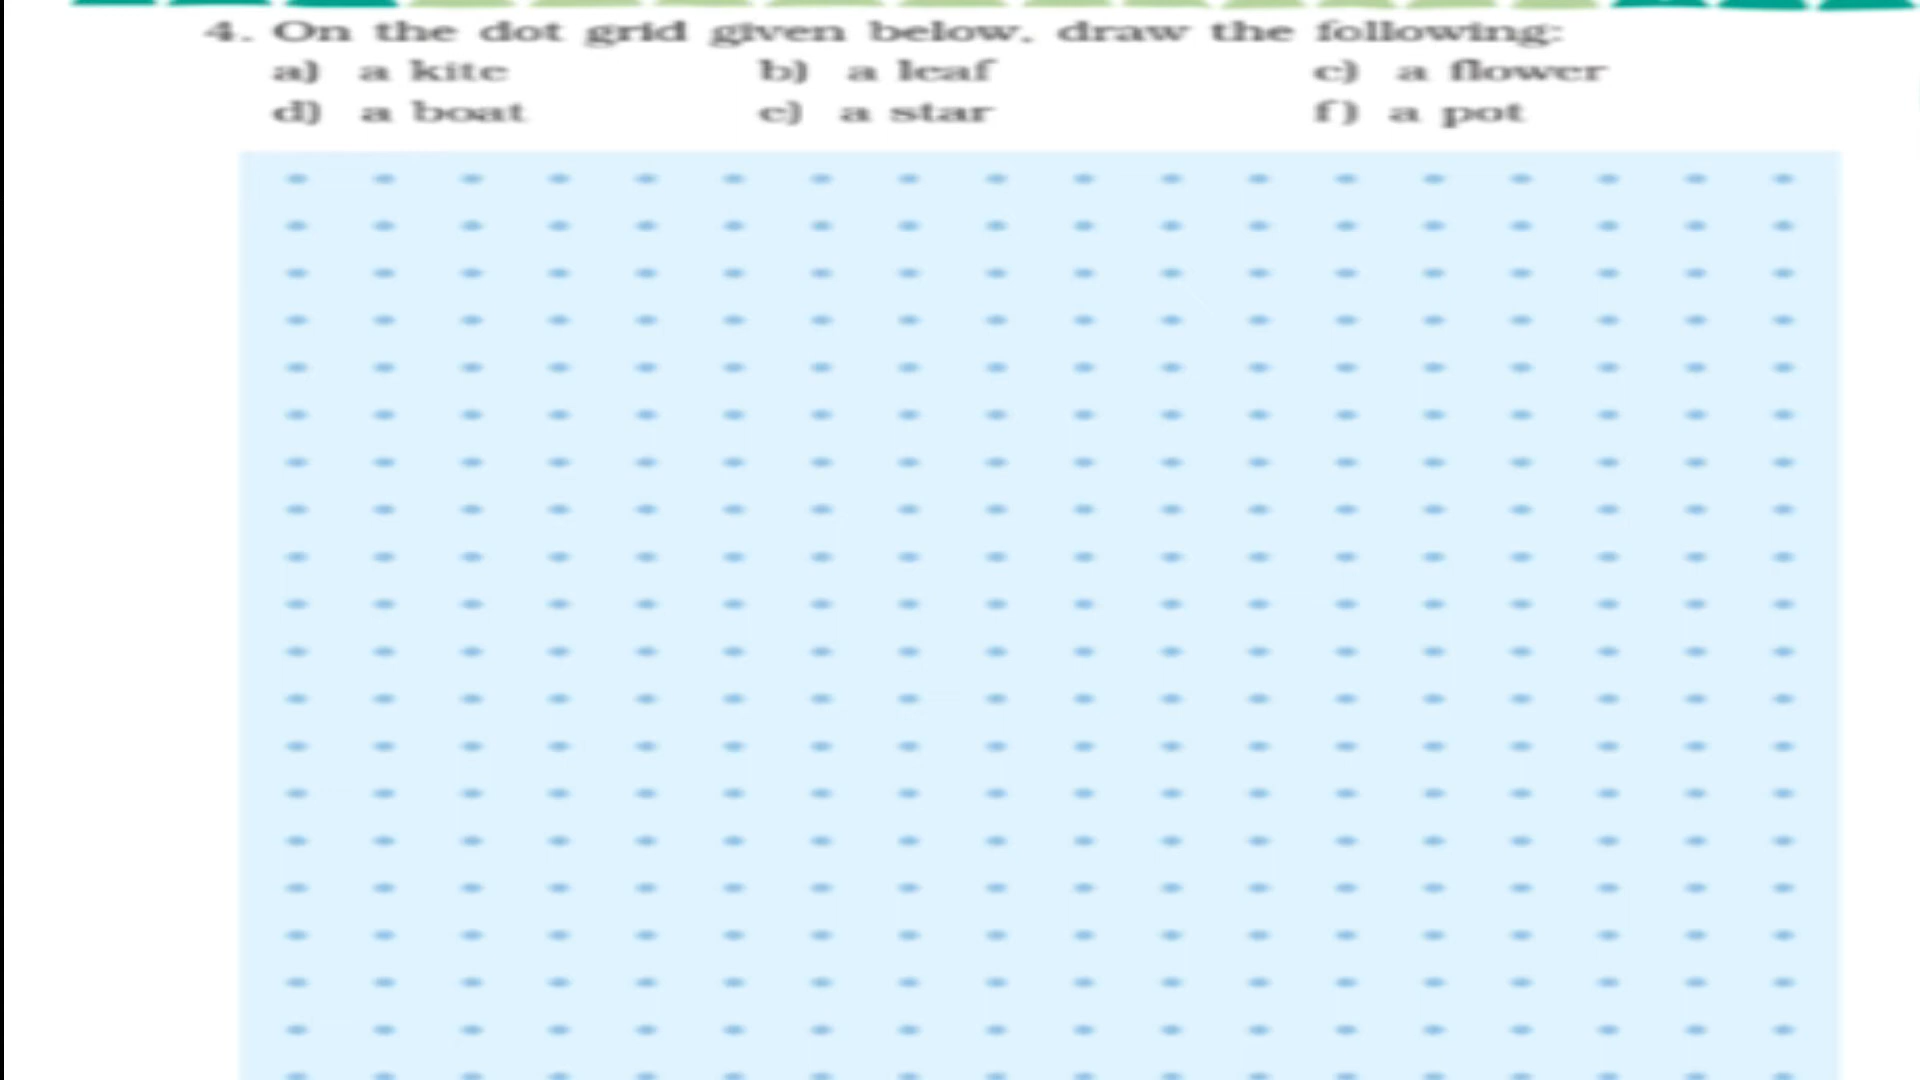 4. On the dot grid given below, draw the following:
a) a kite b) a leaf c) a flower
d) a boat e) a star f) a pot